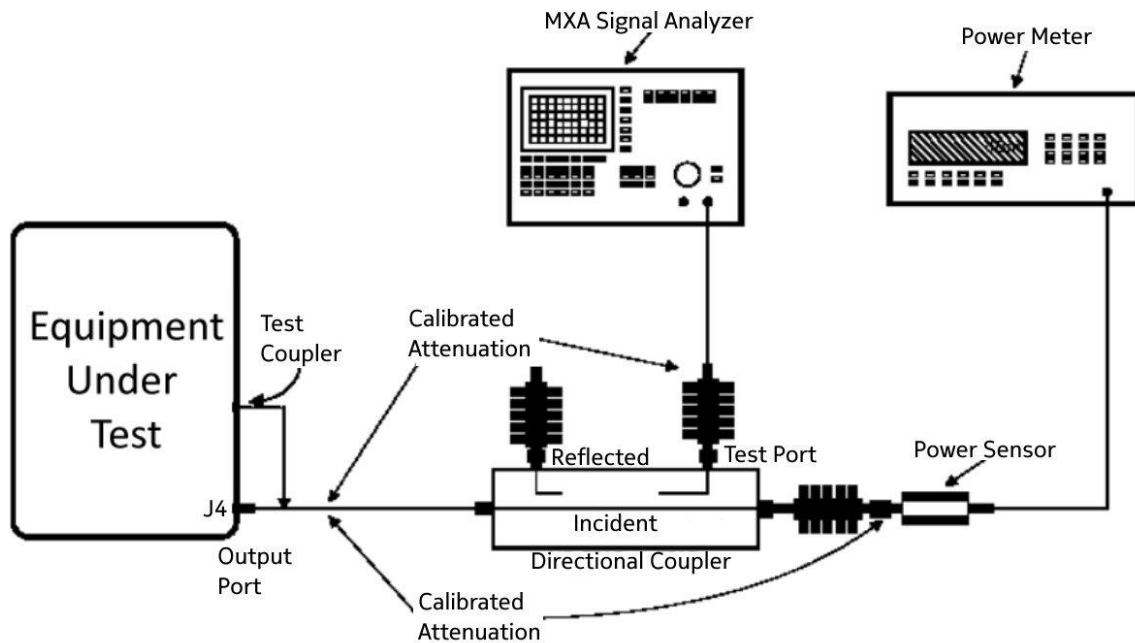 MXA Signal Analyzer
Power Meter
Equipment
Under
Test
Test
Coupler
Calibrated
Attenuation
Reflected
Test Port
Power Sensor
J4
Incident
Output
Port
Directional Coupler
Calibrated
Attenuation